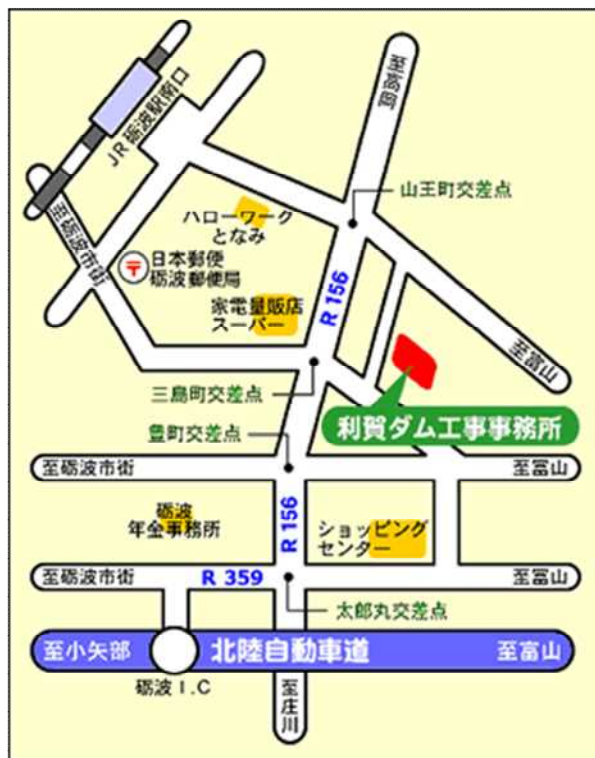 至高岡
JR砺波駅南口
山王町交差点
ハローワーク
となみ
至砺波市街
〒
日本郵便
砺波郵便局
家電量販店
スーパー
R 156
至富山
三島町交差点
利賀ダム工事事務所
豊町交差点
至砺波市街
至富山
砺波
年金事務所
R 156
ショッピング
センター
至砺波市街
R 359
至富山
太郎丸交差点
至小矢部
北陸自動車道
至富山
砺波I.C
至庄川